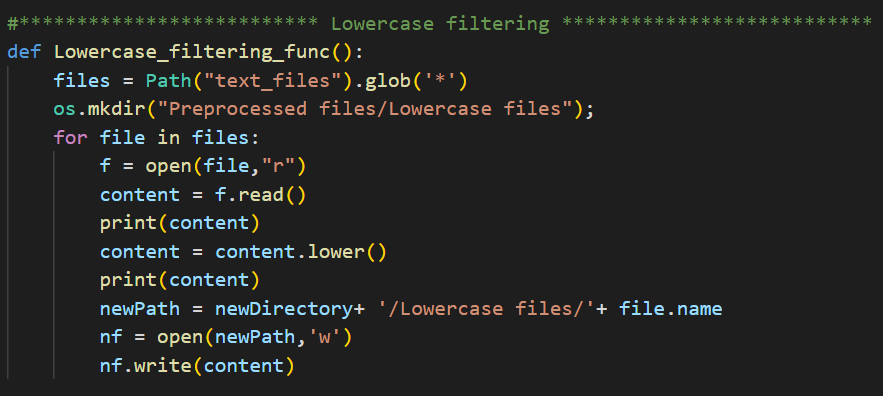 #************************** Lowercase filtering ***************************
def Lowercase_filtering_func():
    files = Path("text_files").glob('*')
    os.mkdir("Preprocessed files/Lowercase files");
    for file in files:
        f = open(file,"r")
        content = f.read()
        print(content)
        content = content.lower()
        print(content)
        newPath = newDirectory+ '/Lowercase files/'+ file.name
        nf = open(newPath,'w')
        nf.write(content)